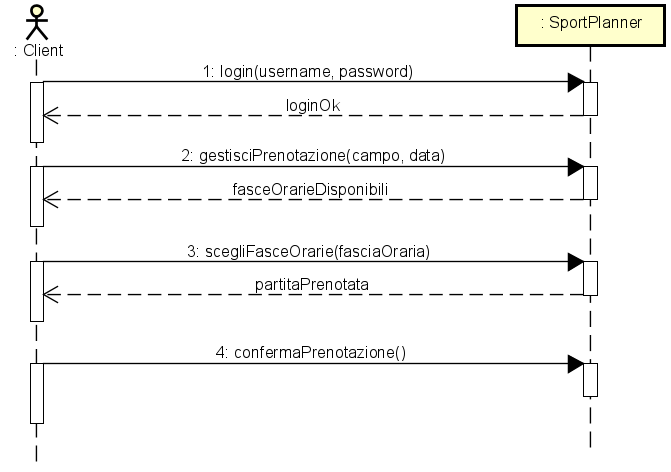 : Client
: SportPlanner
1: login(username, password)
loginOk
2: gestisciPrenotazione(campo, data)
fasceOrarieDisponibili
3: scegliFasceOrarie(fasciaOraria)
partitaPrenotata
4: confermaPrenotazione()